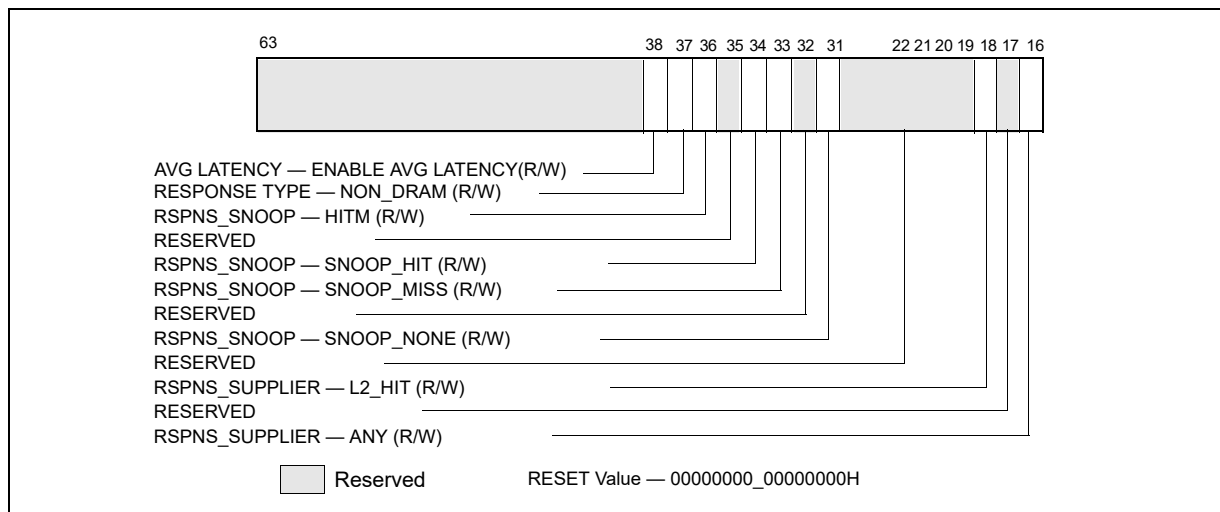 63 38 37 36 35 34 33 32 31 22 21 20 19 18 17 16
AVG LATENCY — ENABLE AVG LATENCY(R/W)
RESPONSE TYPE — NON_DRAM (R/W)
RSPNS_SNOOP — HITM (R/W)
RESERVED
RSPNS_SNOOP — SNOOP_HIT (R/W)
RSPNS_SNOOP — SNOOP_MISS (R/W)
RESERVED
RSPNS_SNOOP — SNOOP_NONE (R/W)
RESERVED
RSPNS_SUPPLIER — L2_HIT (R/W)
RESERVED
RSPNS_SUPPLIER — ANY (R/W)
Reserved RESET Value — 00000000_00000000H